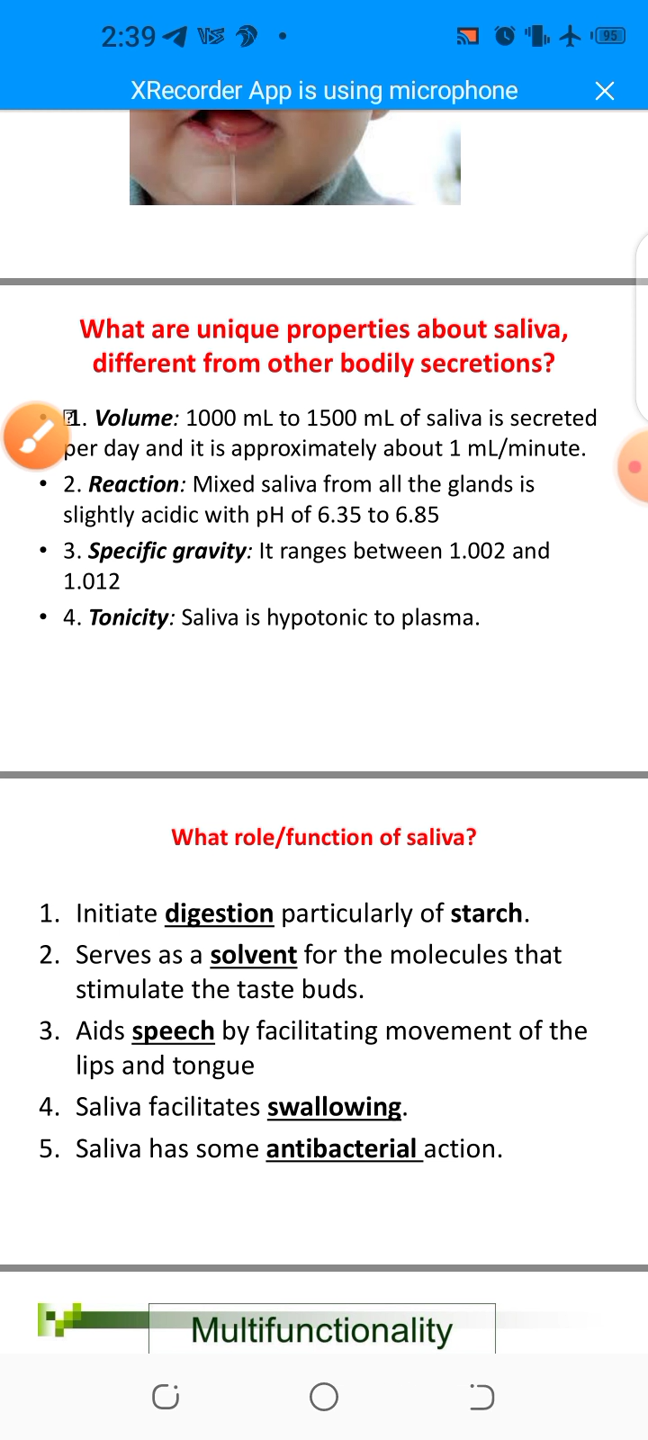 2:39
95
XRecorder App is using microphone
What are unique properties about saliva,
different from other bodily secretions?
1. Volume: 1000 mL to 1500 mL of saliva is secreted
per day and it is approximately about 1 mL/minute.
• 2. Reaction: Mixed saliva from all the glands is
slightly acidic with pH of 6.35 to 6.85
• 3. Specific gravity: It ranges between 1.002 and
1.012
• 4. Tonicity: Saliva is hypotonic to plasma.
What role/function of saliva?
1. Initiate digestion particularly of starch.
2. Serves as a solvent for the molecules that
stimulate the taste buds.
3. Aids speech by facilitating movement of the
lips and tongue
4. Saliva facilitates swallowing.
5. Saliva has some antibacterial action.
Multifunctionality